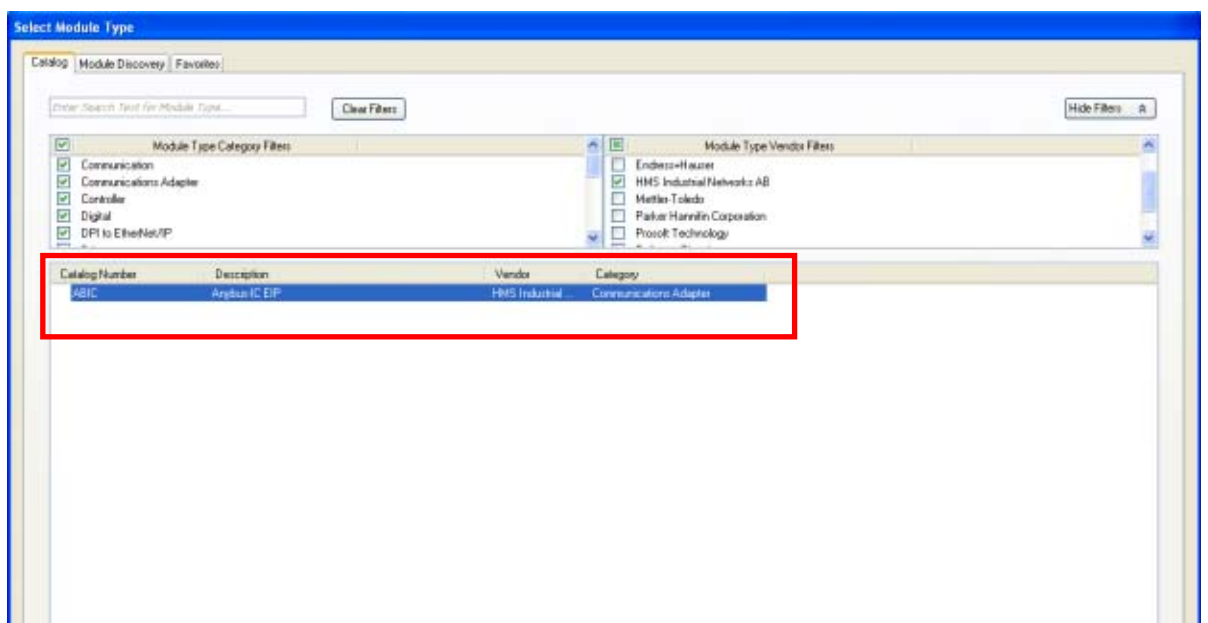 Select Module Type
Catalog Module Discovery Favorites
Enter Search Text for Module Type... Clear Filters Hide Filters
Module Type Category Filters Module Type Vendor Filters
Communication Endress+Hauser
Communications Adapter HMS Industrial Networks AB
Controller Mettler-Toledo
Digital Parker Hannifin Corporation
DPI to EtherNet/IP Prosoft Technology
Catalog Number Description Vendor Category
ABIC Anybus IC EIP HMS Industrial ... Communications Adapter